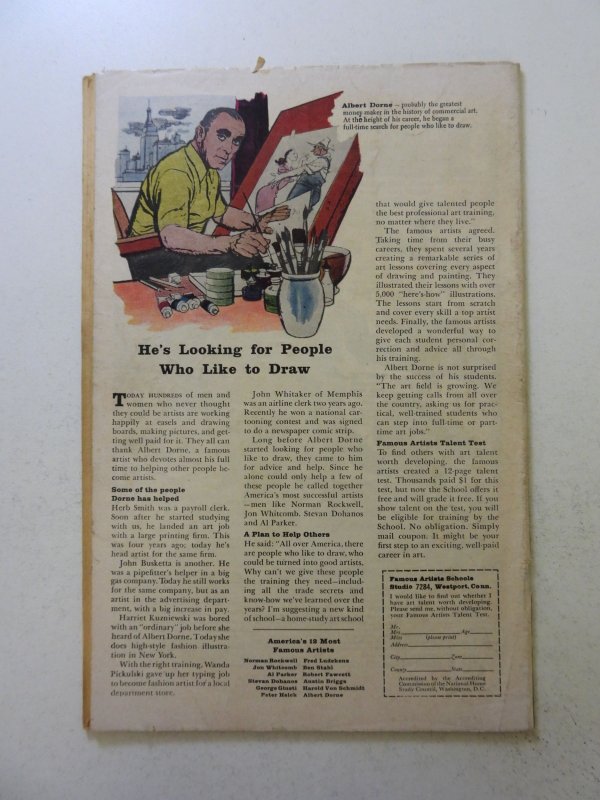 Albert Dorne – probably the greatest
money-maker in the history of commercial art.
At the height of his career, he began a
full-time search for people who like to draw.
He's Looking for People
Who Like to Draw
TODAY HUNDREDS of men and
women who never thought
they could be artists are working
happily at easels and drawing
boards, making pictures, and get-
ting well paid for it. They all can
thank Albert Dorne, a famous
artist who devotes almost his full
time to helping other people be-
come artists.
Some of the people
Dorne has helped
Herb Smith was a payroll clerk.
Soon after he started studying
with us, he landed an art job
with a large printing firm. This
was four years ago; today he's
head artist for the same firm.
John Busketta is another. He
was a pipefitter's helper in a big
gas company. Today he still works
for the same company, but as an
artist in the advertising depart-
ment, with a big increase in pay.
Harriet Kuzniewski was bored
with an "ordinary" job before she
heard of Albert Dorne. Today she
does high-style fashion illustra-
tion in New York.
With the right training, Wanda
Pickulski gave up her typing job
to become fashion artist for a local
department store.
John Whitaker of Memphis
was an airline clerk two years ago.
Recently he won a national car-
tooning contest and was signed
to do a newspaper comic strip.
Long before Albert Dorne
started looking for people who
like to draw, they came to him
for advice and help. Since he
alone could only help a few of
these people he called together
America's most successful artists
—men like Norman Rockwell,
Jon Whitcomb, Stevan Dohanos
and Al Parker.
A Plan to Help Others
He said: "All over America, there
are people who like to draw, who
could be turned into good artists.
Why can't we give these people
the training they need—includ-
ing all the trade secrets and
know-how we've learned over the
years? I'm suggesting a new kind
of school—a home-study art school
America's 12 Most
Famous Artists
Norman Rockwell Fred Ludekens
Jon Whitcomb Ben Stahl
Al Parker Robert Fawcett
Stevan Dohanos Austin Briggs
George Giusti Harold Von Schmidt
Peter Helck Albert Dorne
that would give talented people
the best professional art training,
no matter where they live."
The famous artists agreed.
Taking time from their busy
careers, they spent several years
creating a remarkable series of
art lessons covering every aspect
of drawing and painting. They
illustrated their lessons with over
5,000 "here's-how" illustrations.
The lessons start from scratch
and cover every skill a top artist
needs. Finally, the famous artists
developed a wonderful way to
give each student personal cor-
rection and advice all through
his training.
Albert Dorne is not surprised
by the success of his students.
"The art field is growing. We
keep getting calls from all over
the country, asking us for prac-
tical, well-trained students who
can step into full-time or part-
time art jobs."
Famous Artists Talent Test
To find others with art talent
worth developing, the famous
artists created a 12-page talent
test. Thousands paid $1 for this
test, but now the School offers it
free and will grade it free. If you
show talent on the test, you will
be eligible for training by the
School. No obligation. Simply
mail coupon. It might be your
first step to an exciting, well-paid
career in art.
Famous Artists Schools
Studio 7284, Westport, Conn.
I would like to find out whether I
have art talent worth developing.
Please send me, without obligation,
your Famous Artists Talent Test.
Mr.
Mrs. Age
Miss (please print)
Address
City Zone
County State
Accredited by the Accrediting
Commission of the National Home
Study Council, Washington, D.C.